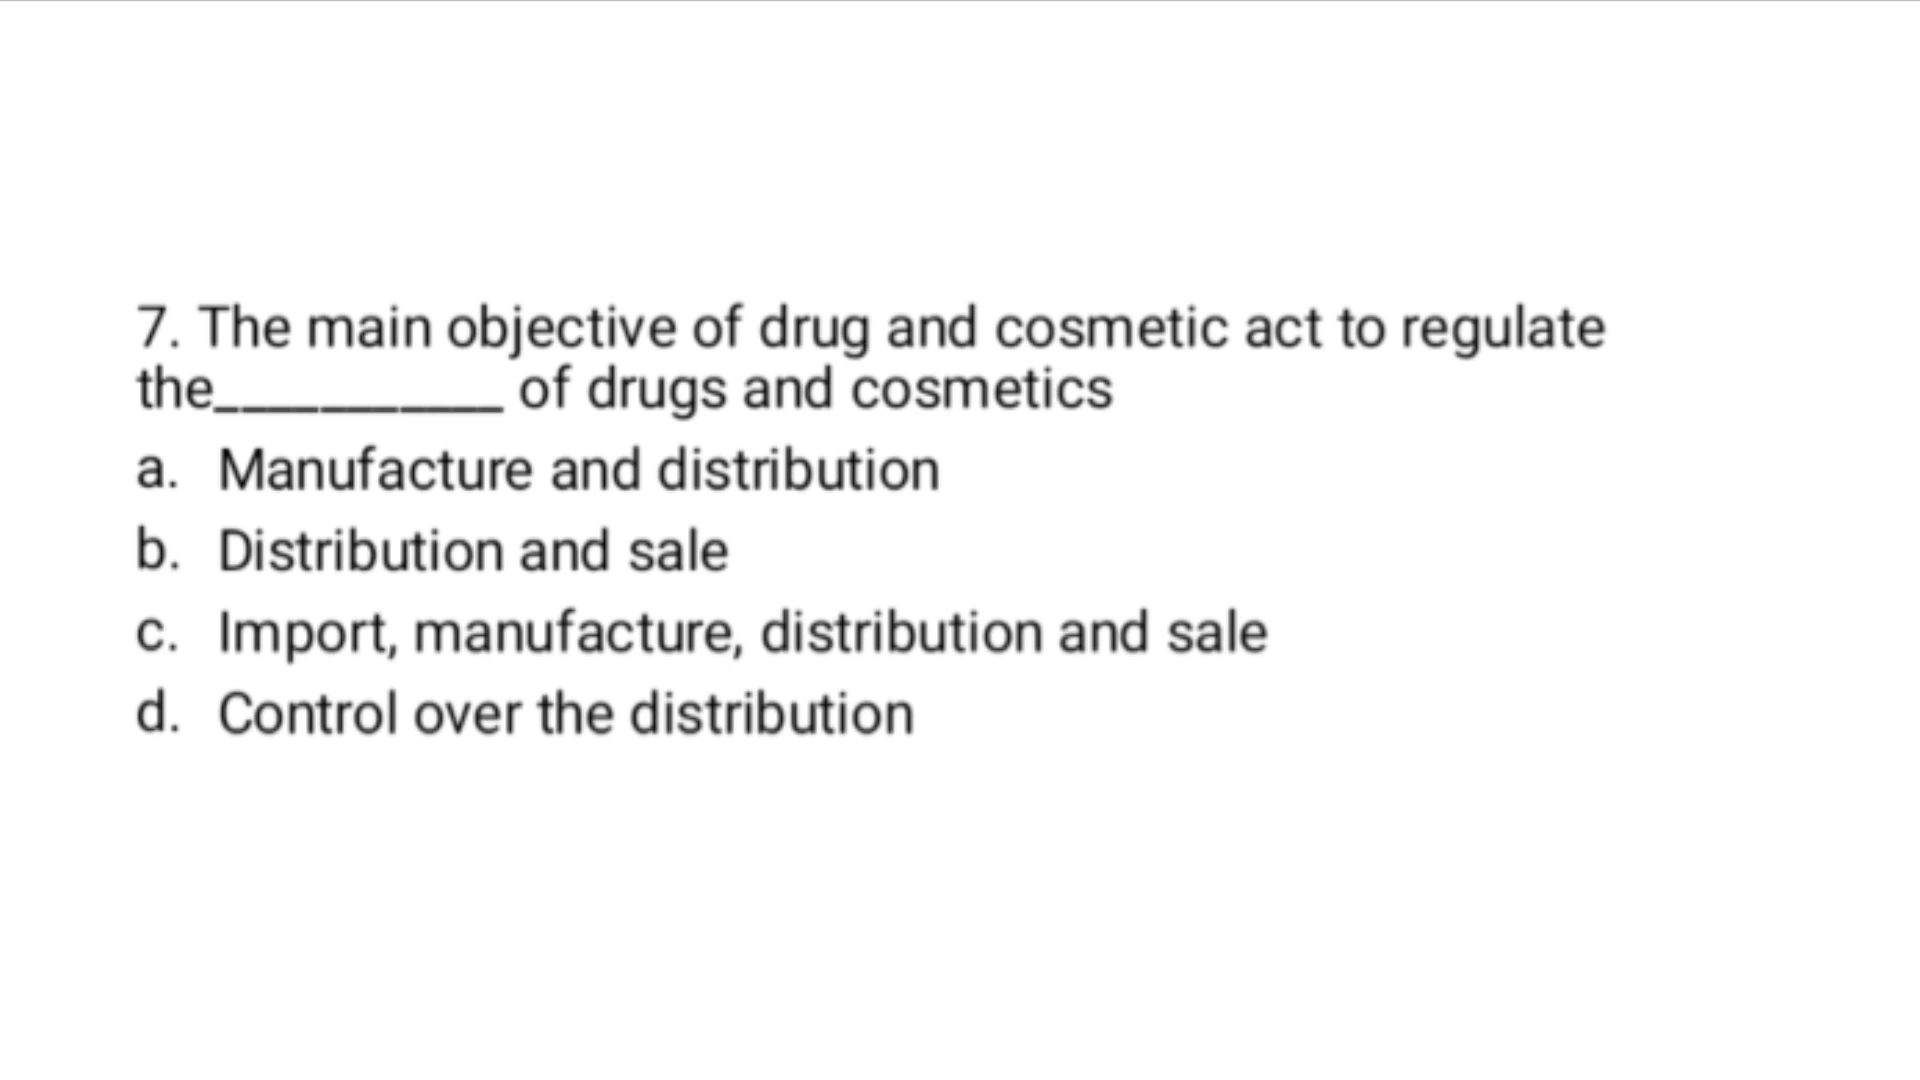 7. The main objective of drug and cosmetic act to regulate
the___________ of drugs and cosmetics
a. Manufacture and distribution
b. Distribution and sale
c. Import, manufacture, distribution and sale
d. Control over the distribution